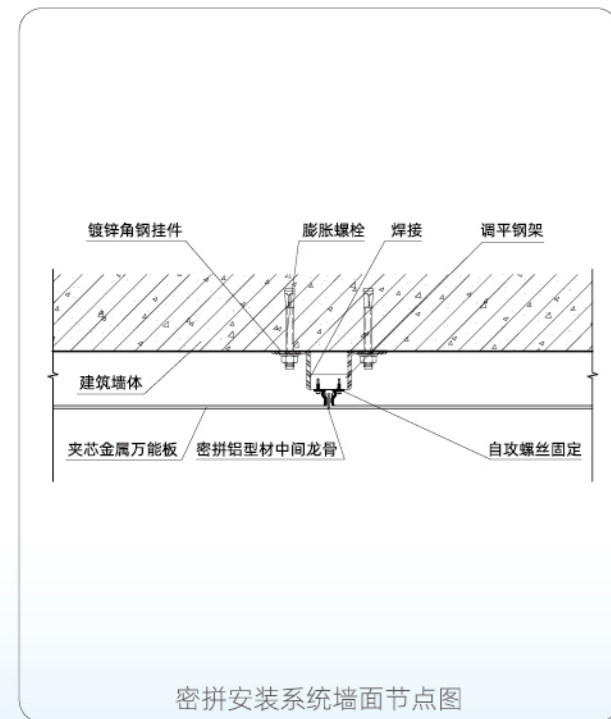 镀锌角钢挂件 膨胀螺栓 焊接 调平钢架
建筑墙体
夹芯金属万能板 密拼铝型材中间龙骨 自攻螺丝固定
密拼安装系统墙面节点图